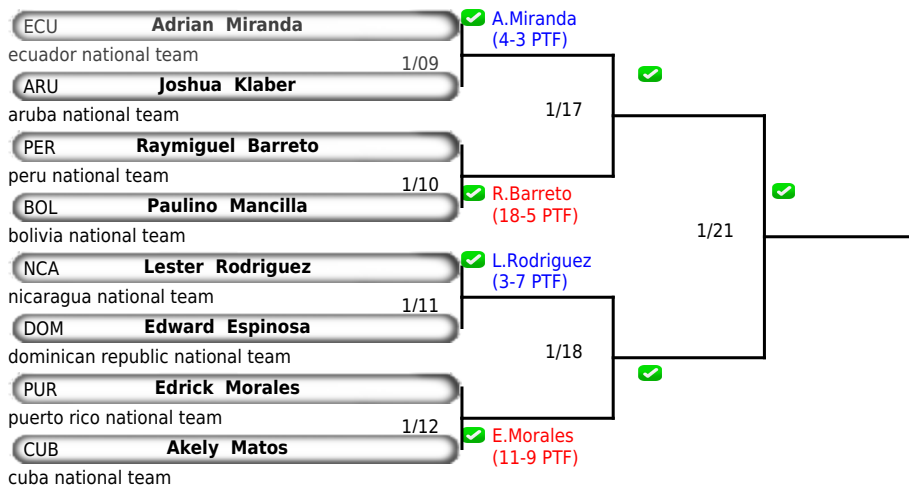 ECU Adrian Miranda
ecuador national team
1/09
ARU Joshua Klaber
aruba national team
A.Miranda
(4-3 PTF)
1/17
PER Raymiguel Barreto
peru national team
1/10
BOL Paulino Mancilla
bolivia national team
R.Barreto
(18-5 PTF)
1/21
NCA Lester Rodriguez
nicaragua national team
1/11
DOM Edward Espinosa
dominican republic national team
L.Rodriguez
(3-7 PTF)
1/18
PUR Edrick Morales
puerto rico national team
1/12
CUB Akely Matos
cuba national team
E.Morales
(11-9 PTF)